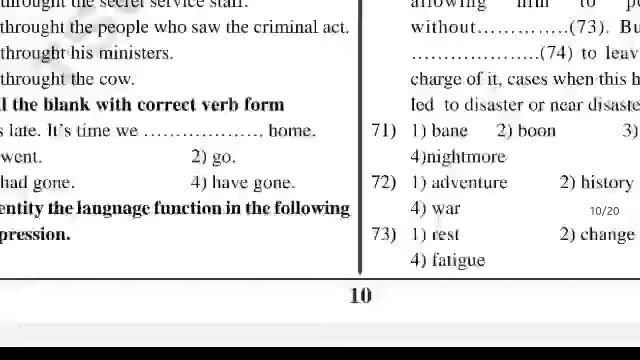 throught the secret service staff.
throught the people who saw the criminal act.
throught his ministers.
throught the cow.
ll the blank with correct verb form
s late. It's time we ……………… home.
went.    2) go.
had gone.    4) have gone.
entity the language function in the following
pression.
allowing him to p
without…………..(73). Bu
………………..(74) to leav
charge of it, cases when this h
led to disaster or near disaste
71) 1) bane 2) boon 3)
4)nightmore
72) 1) adventure 2) history
4) war
10/20
73) 1) rest 2) change
4) fatigue
10